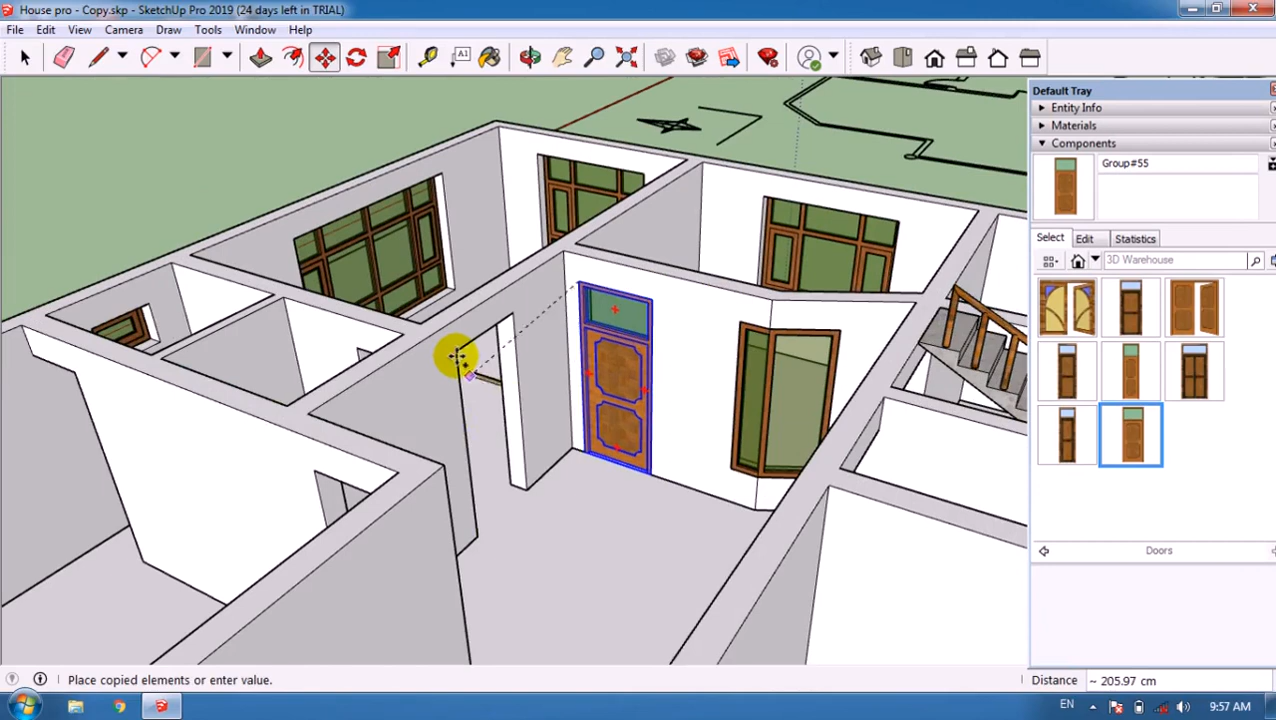 House pro - Copy.skp - SketchUp Pro 2019 (24 days left in TRIAL)
File Edit View Camera Draw Tools Window Help
A1
Default Tray
Entity Info
Materials
Components
Group#55
Select Edit Statistics
3D Warehouse
Doors
Place copied elements or enter value.
Distance ~ 205.97 cm
EN 9:57 AM